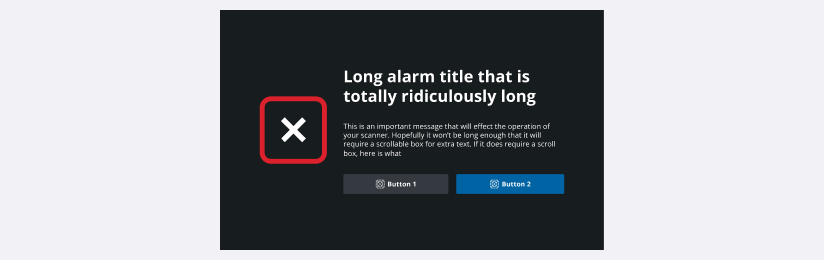 Long alarm title that is
totally ridiculously long
This is an important message that will effect the operation of
your scanner. Hopefully it won't be long enough that it will
require a scrollable box for extra text. If it does require a scroll
box, here is what
Button 1
Button 2